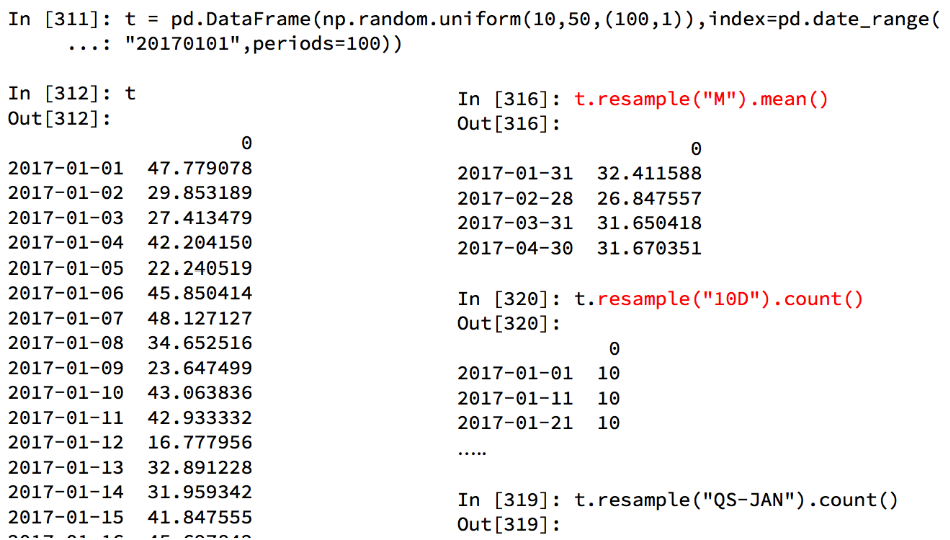 In [311]: t = pd.DataFrame(np.random.uniform(10,50,(100,1)),index=pd.date_range(
...: "20170101",periods=100))
In [312]: t
Out[312]:
0
2017-01-01 47.779078
2017-01-02 29.853189
2017-01-03 27.413479
2017-01-04 42.204150
2017-01-05 22.240519
2017-01-06 45.850414
2017-01-07 48.127127
2017-01-08 34.652516
2017-01-09 23.647499
2017-01-10 43.063836
2017-01-11 42.933332
2017-01-12 16.777956
2017-01-13 32.891228
2017-01-14 31.959342
2017-01-15 41.847555
In [316]: t.resample("M").mean()
Out[316]:
0
2017-01-31 32.411588
2017-02-28 26.847557
2017-03-31 31.650418
2017-04-30 31.670351
In [320]: t.resample("10D").count()
Out[320]:
0
2017-01-01 10
2017-01-11 10
2017-01-21 10
.....
In [319]: t.resample("QS-JAN").count()
Out[319]: